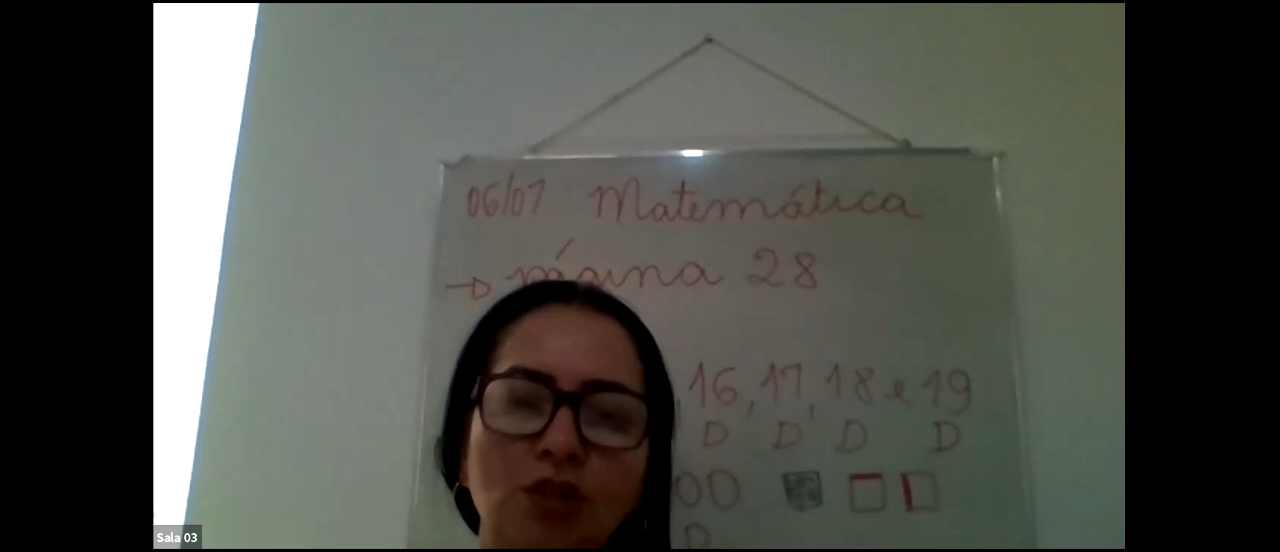 06/07 Matemática
→ página 28
, 16, 17, 18 e 19
D D D D
D
Sala 03